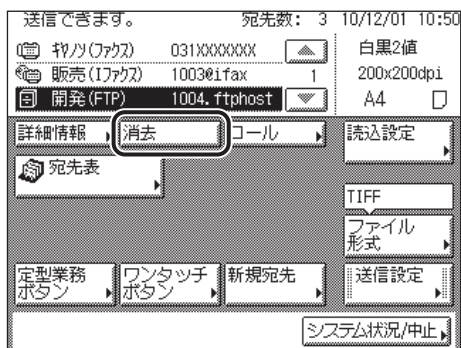 送信できます。 宛先数: 3 10/12/01 10:50
ｷﾔﾉﾝ(ﾌｧｸｽ) 031XXXXXXX
販売(Iﾌｧｸｽ) 1003@ifax 1
開発(FTP) 1004.ftphost
白黒2値
200x200dpi
A4
詳細情報 消去 コール 読込設定
宛先表
TIFF
ファイル
形式
定型業務
ボタン
ワンタッチ
ボタン
新規宛先
送信設定
システム状況/中止